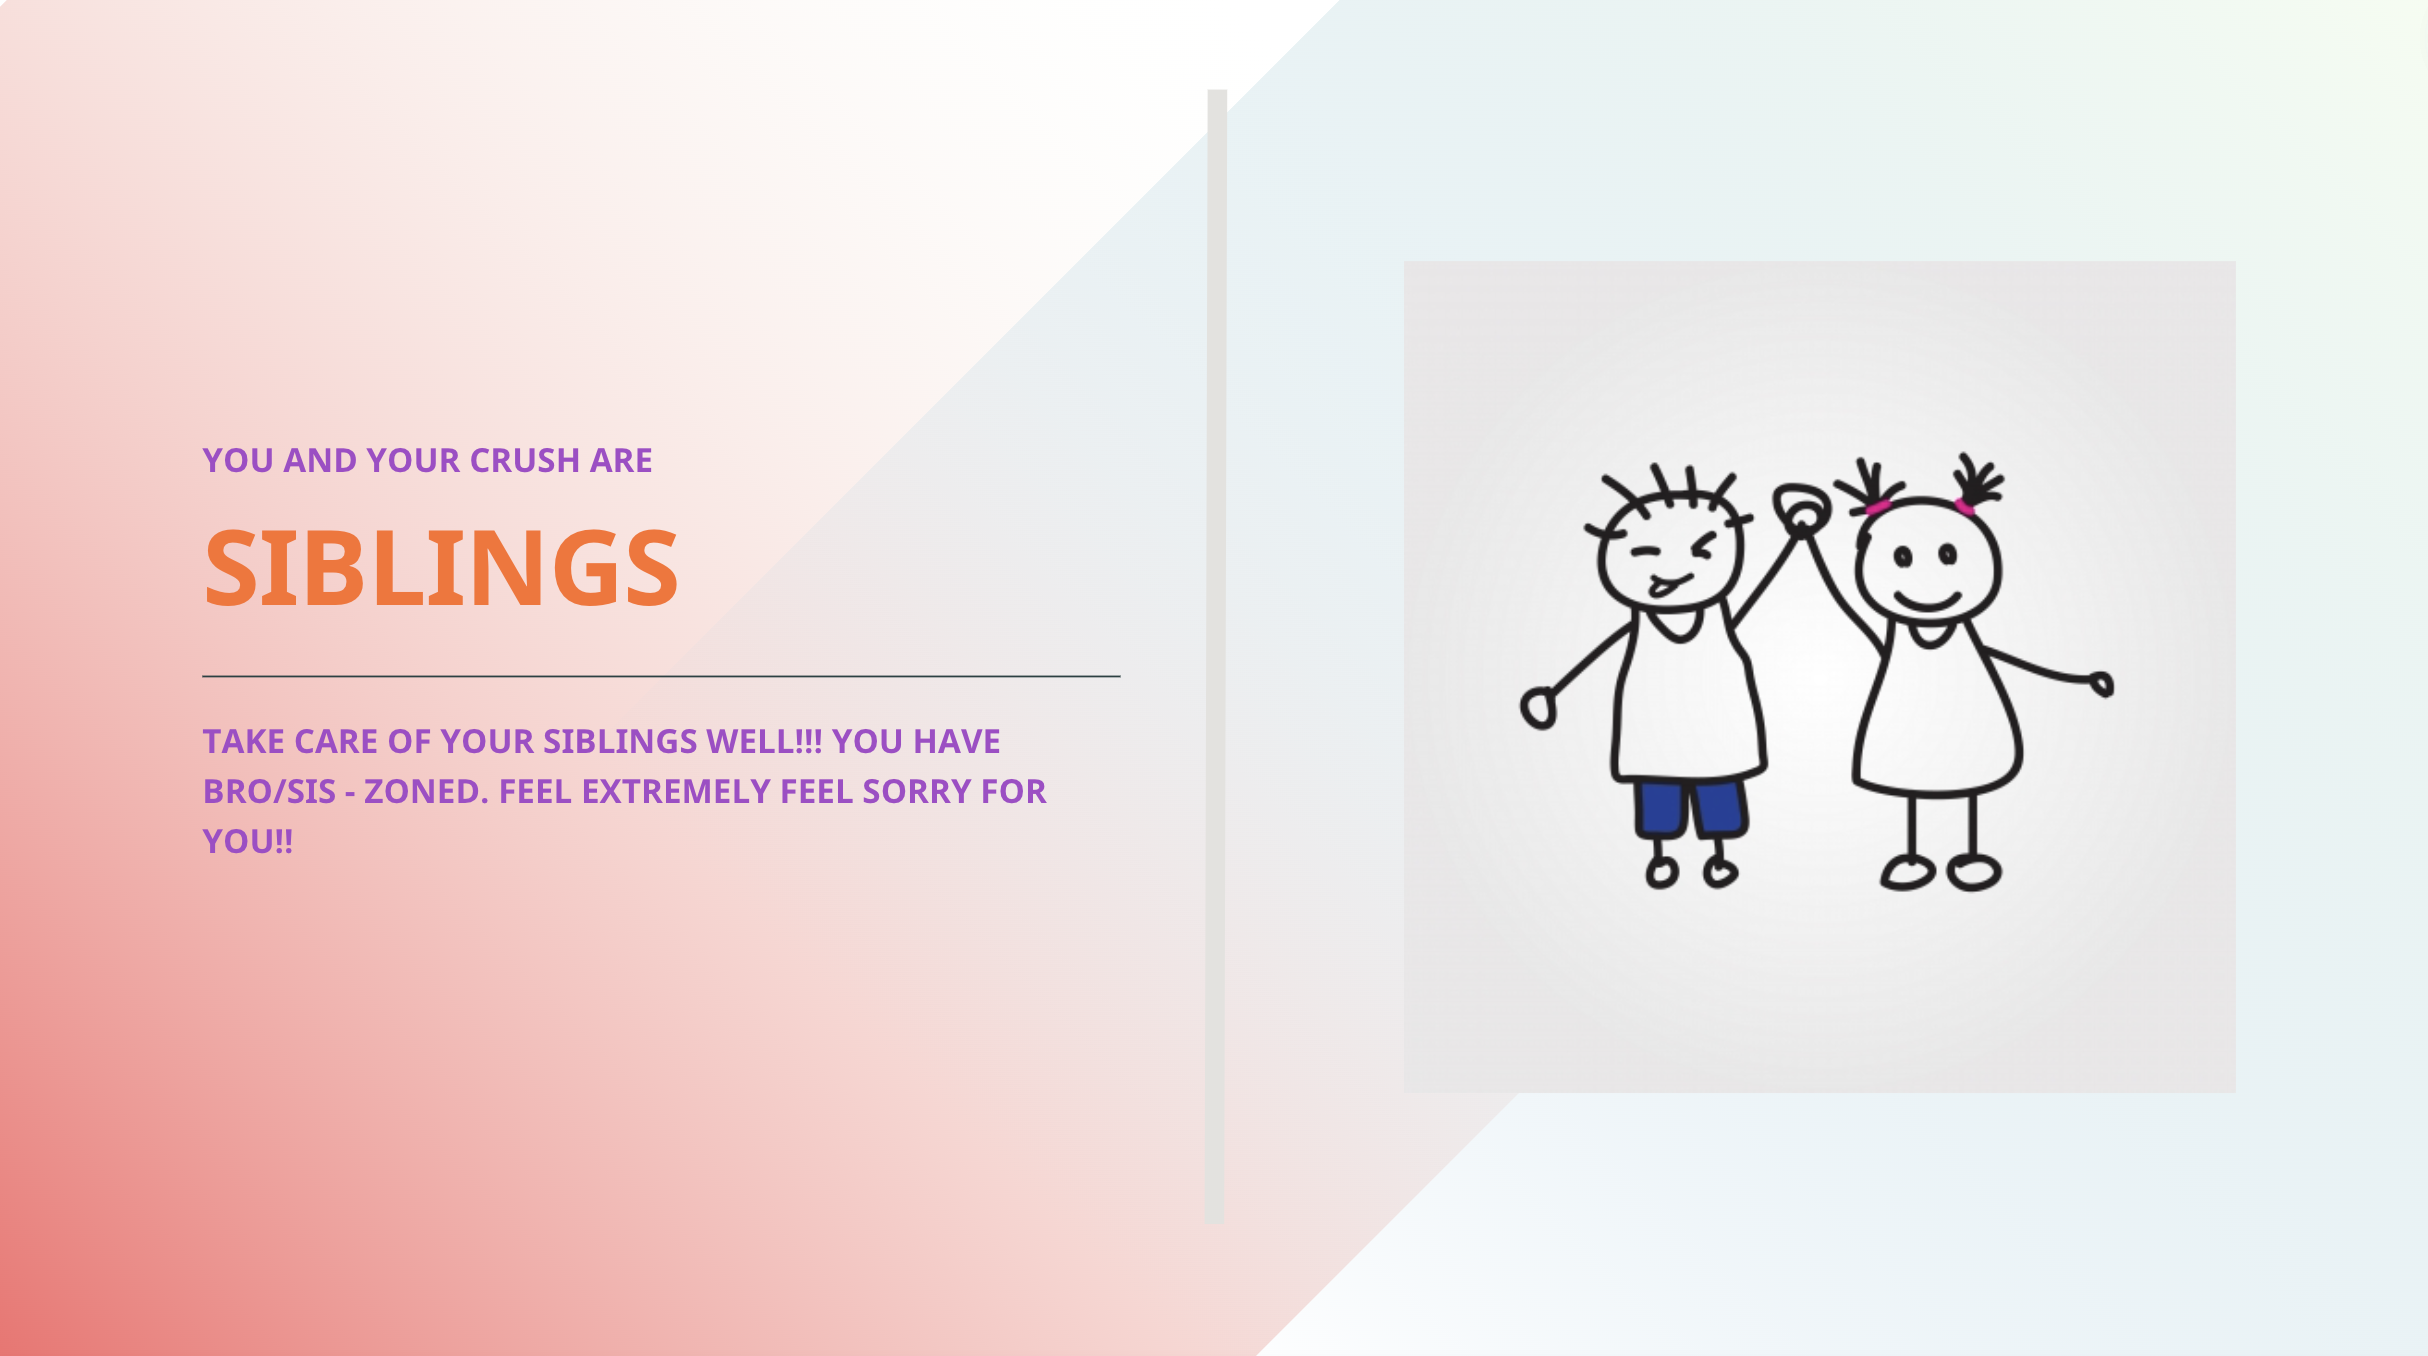 YOU AND YOUR CRUSH ARE
SIBLINGS
TAKE CARE OF YOUR SIBLINGS WELL!!! YOU HAVE
BRO/SIS - ZONED. FEEL EXTREMELY FEEL SORRY FOR
YOU!!